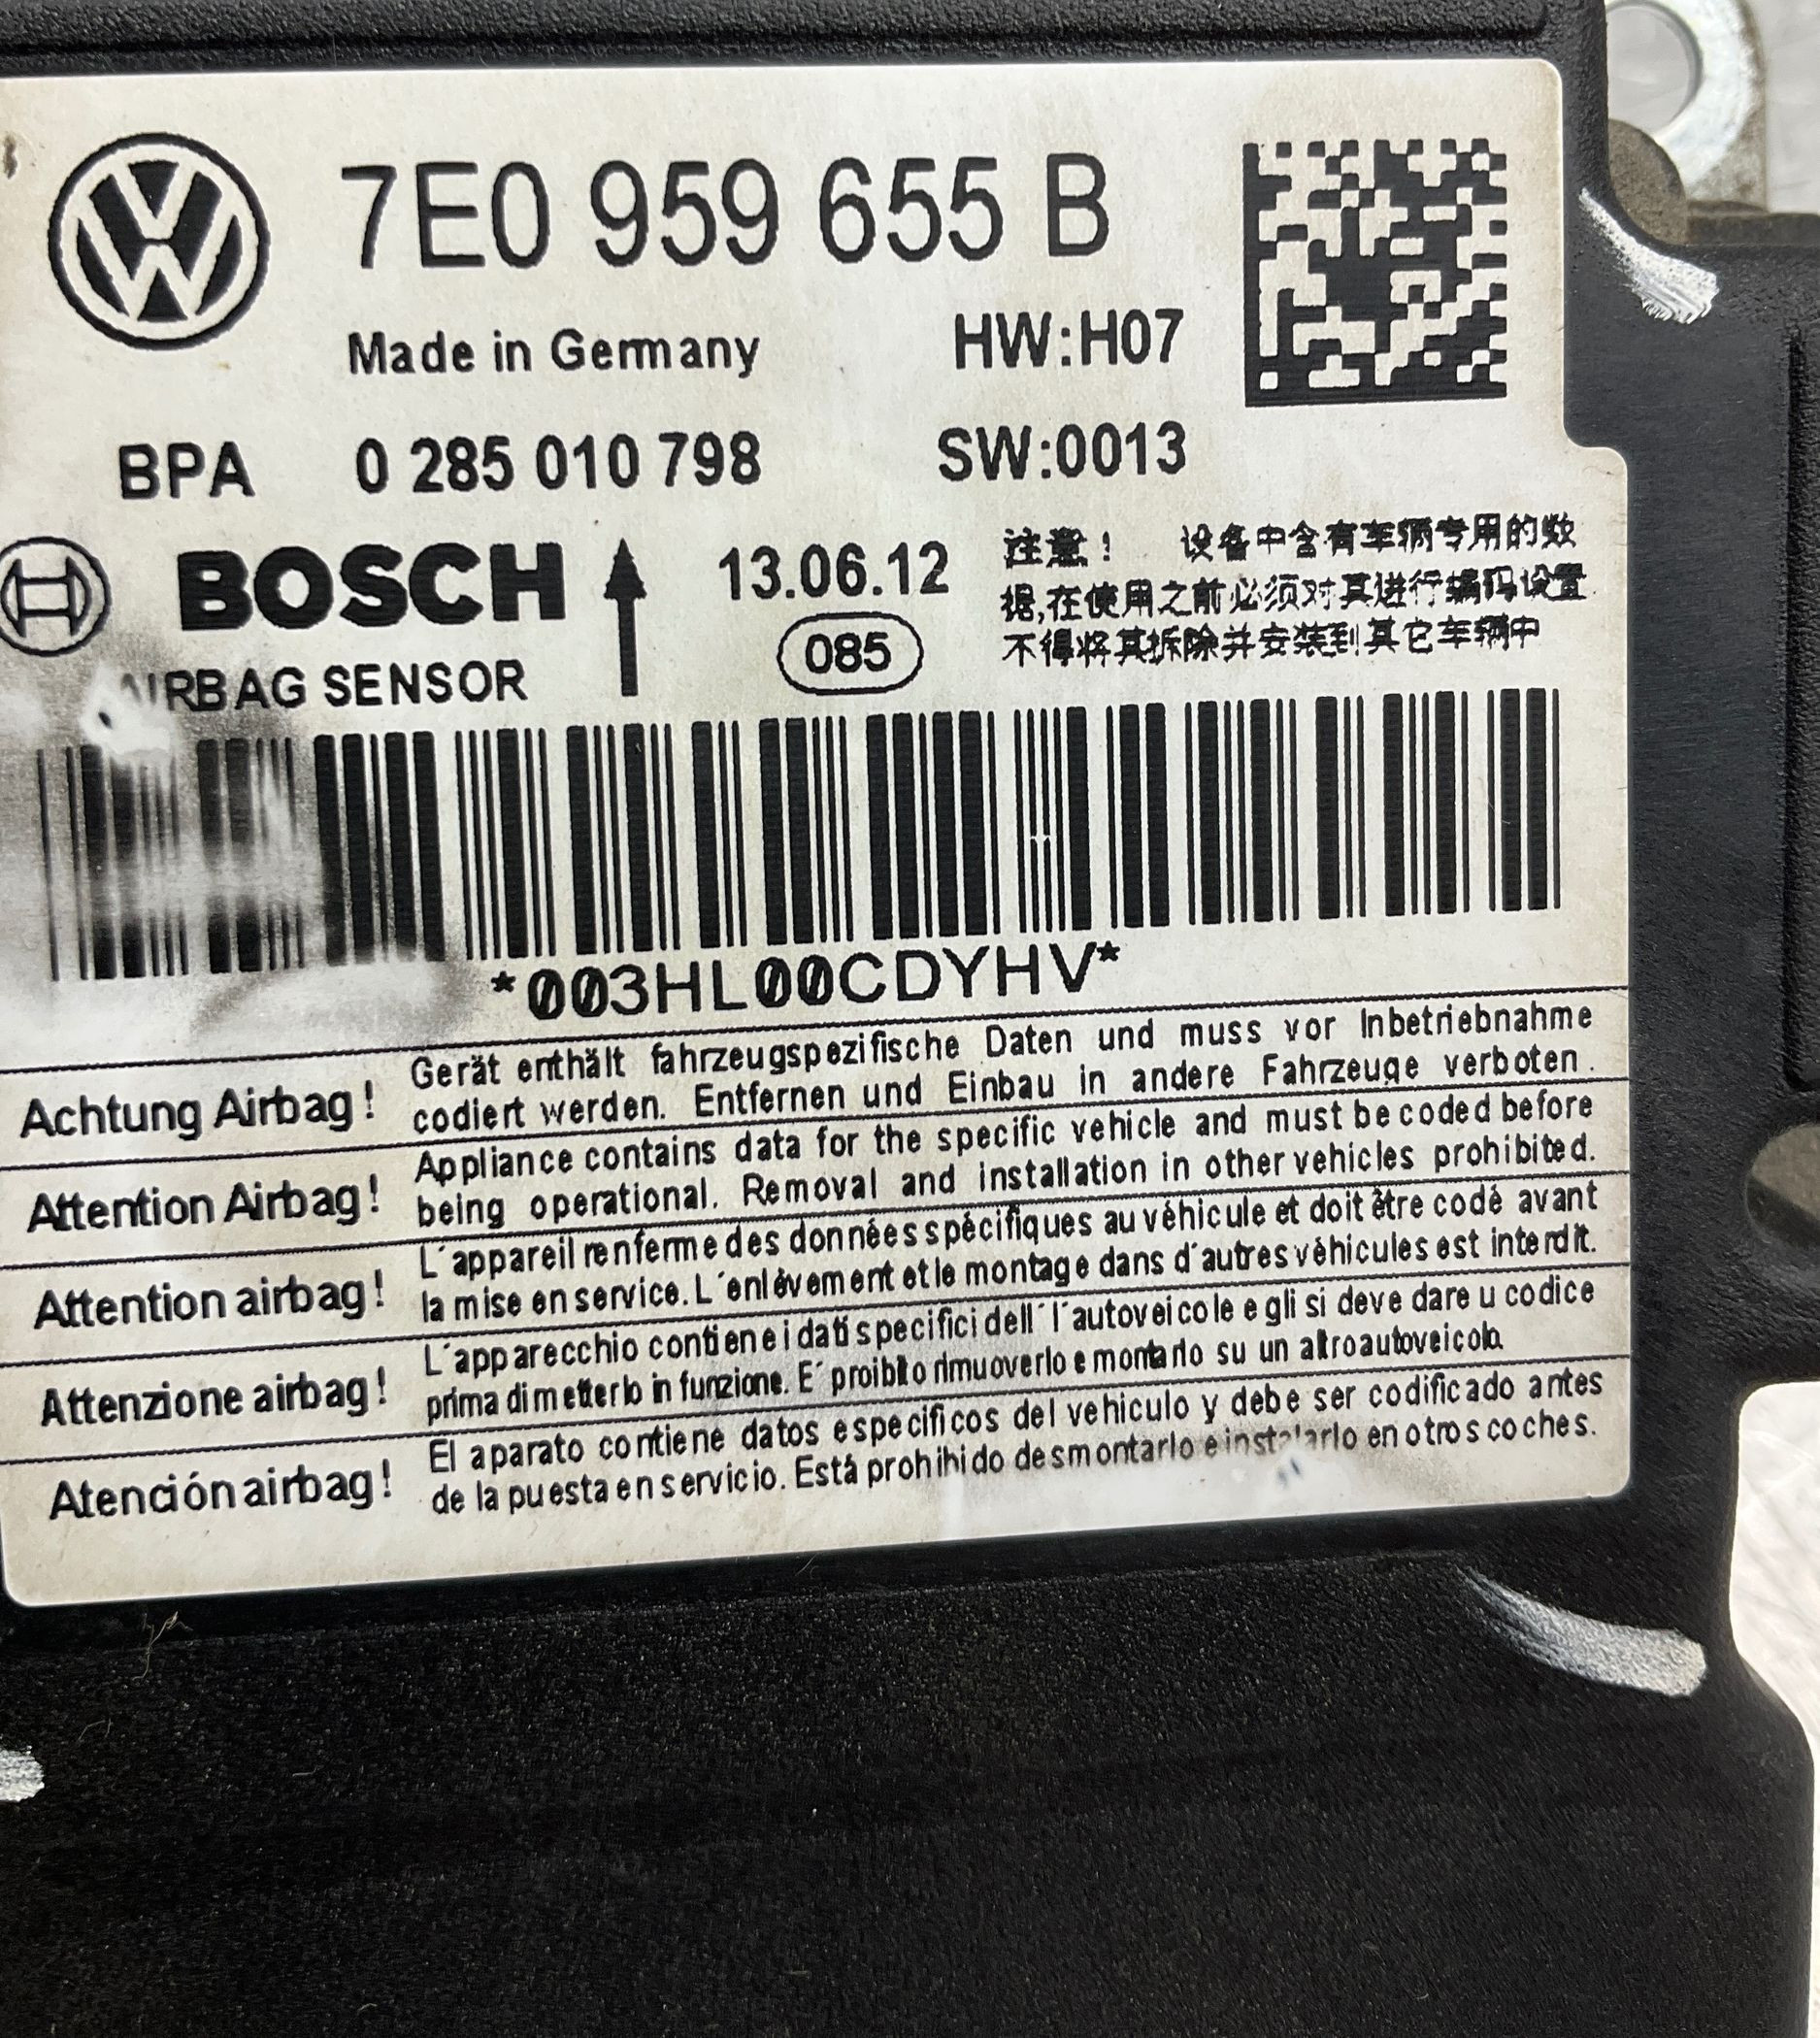 7E0 959 655 B
Made in Germany HW:H07
BPA 0 285 010 798 SW:0013
BOSCH 13.06.12
085
AIRBAG SENSOR
注意! 设备中含有车辆专用的数
据,在使用之前必须对其进行编码设置
不得将其拆除并安装到其它车辆中
*003HL00CDYHV*
Achtung Airbag! Gerät enthält fahrzeugspezifische Daten und muss vor Inbetriebnahme
codiert werden. Entfernen und Einbau in andere Fahrzeuge verboten.
Attention Airbag! Appliance contains data for the specific vehicle and must be coded before
being operational. Removal and installation in other vehicles prohibited.
Attention airbag! L´appareil renferme des données spécifiques au véhicule et doit être codé avant
la mise en service. L´enlèvement et le montage dans d´autres véhicules est interdit.
Attenzione airbag! L´apparecchio contiene i dati specifici dell´l´autoveicolo e gli si deve dare u codice
prima di metterlo in funzione. E´ proibito rimuoverlo e montarlo su un altro autoveicolo.
Atención airbag! El aparato contiene datos especificos del vehiculo y debe ser codificado antes
de la puesta en servicio. Está prohibido desmontarlo e instalarlo en otros coches.